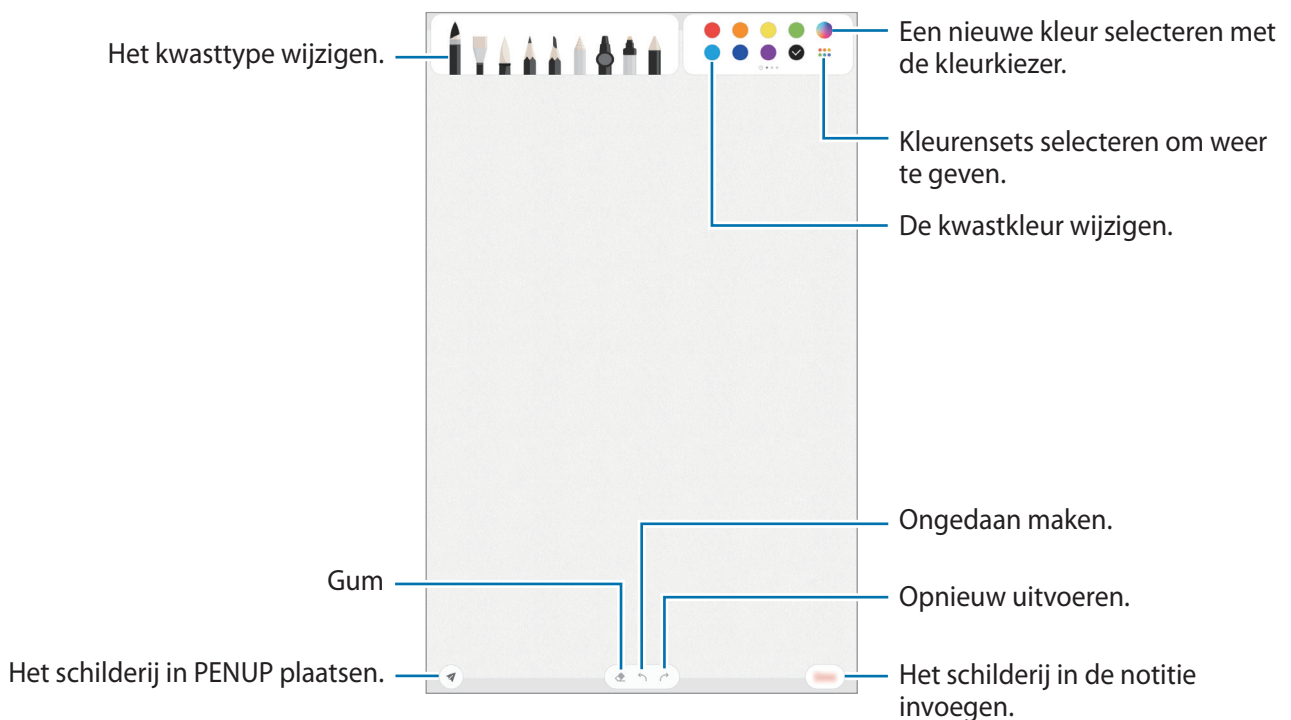 Het kwasttype wijzigen.
Een nieuwe kleur selecteren met
de kleurkiezer.
Kleurensets selecteren om weer
te geven.
De kwastkleur wijzigen.
Ongedaan maken.
Gum
Opnieuw uitvoeren.
Het schilderij in PENUP plaatsen.
Het schilderij in de notitie
invoegen.